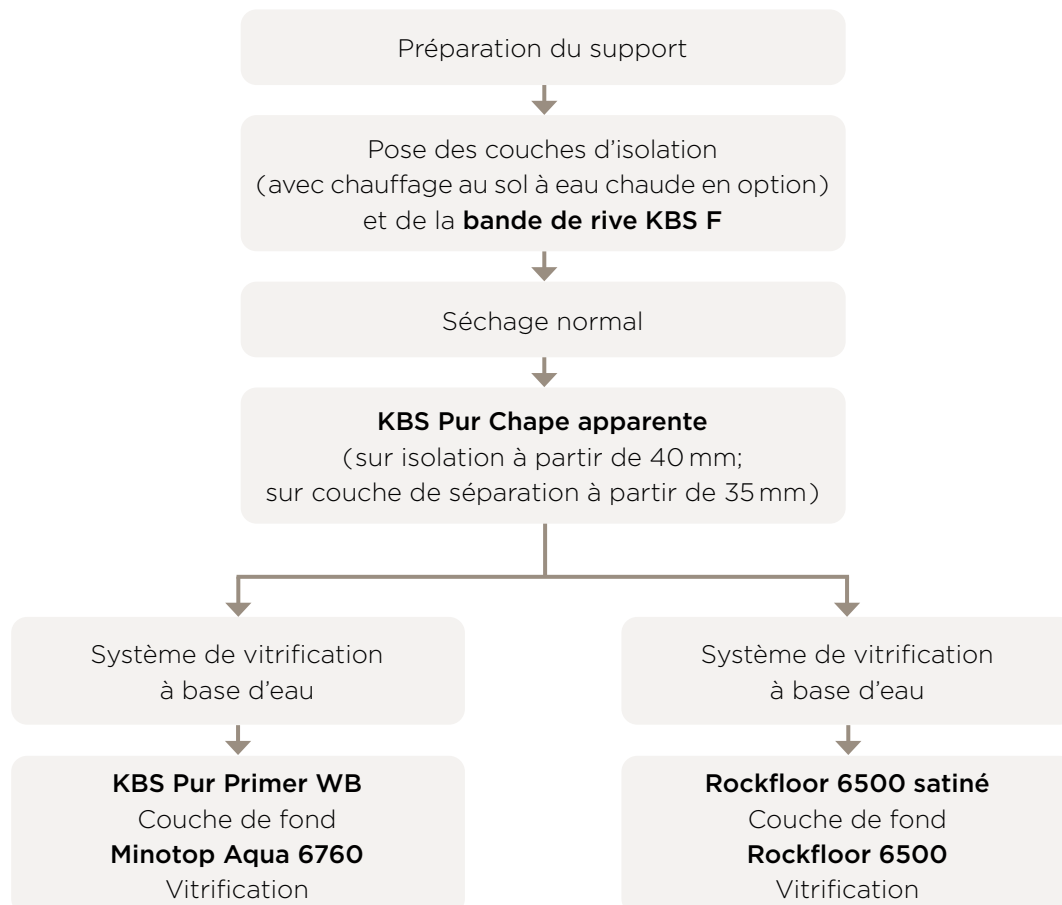 Préparation du support
Pose des couches d’isolation
(avec chauffage au sol à eau chaude en option)
et de la bande de rive KBS F
Séchage normal
KBS Pur Chape apparente
(sur isolation à partir de 40 mm;
sur couche de séparation à partir de 35 mm)
Système de vitrification
à base d’eau
Système de vitrification
à base d’eau
KBS Pur Primer WB
Couche de fond
Minotop Aqua 6760
Vitrification
Rockfloor 6500 satiné
Couche de fond
Rockfloor 6500
Vitrification